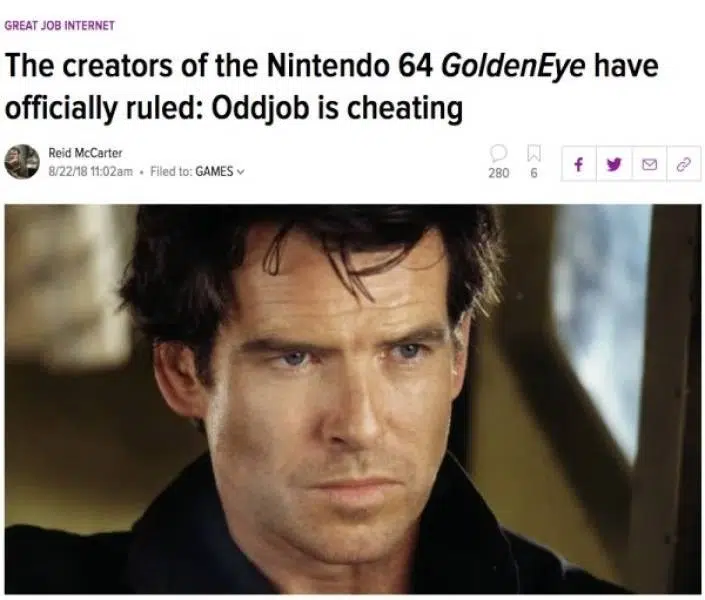 GREAT JOB INTERNET
The creators of the Nintendo 64 GoldenEye have
officially ruled: Oddjob is cheating
Reid McCarter
8/22/18 11:02am • Filed to: GAMES
280 6